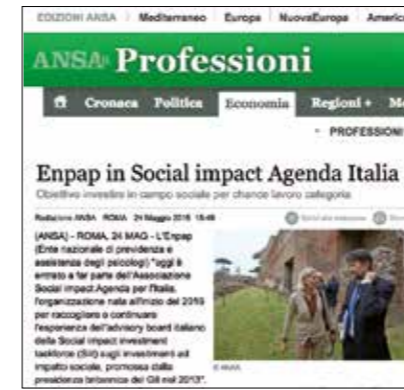 EDIZIONI ANSA Mediterraneo Europa NuovaEuropa America
ANSA Professioni
Cronaca Politica Economia Regioni + Mo
PROFESSIONI
Enpap in Social impact Agenda Italia
Obiettivo investire in campo sociale per chance lavoro categoria
Redazione ANSA ROMA 24 Maggio 2016
(ANSA) - ROMA, 24 MAG - L'Enpap
(Ente nazionale di previdenza e
assistenza degli psicologi) "oggi è
entrato a far parte dell'Associazione
Social impact Agenda per l'Italia,
l'organizzazione nata all'inizio del 2016
per raccogliere e continuare
l'esperienza dell'advisory board italiano
della Social impact investment
taskforce (Siit) sugli investimenti ad
impatto sociale, promossa dalla
presidenza britannica del G8 nel 2013".
© ANSA